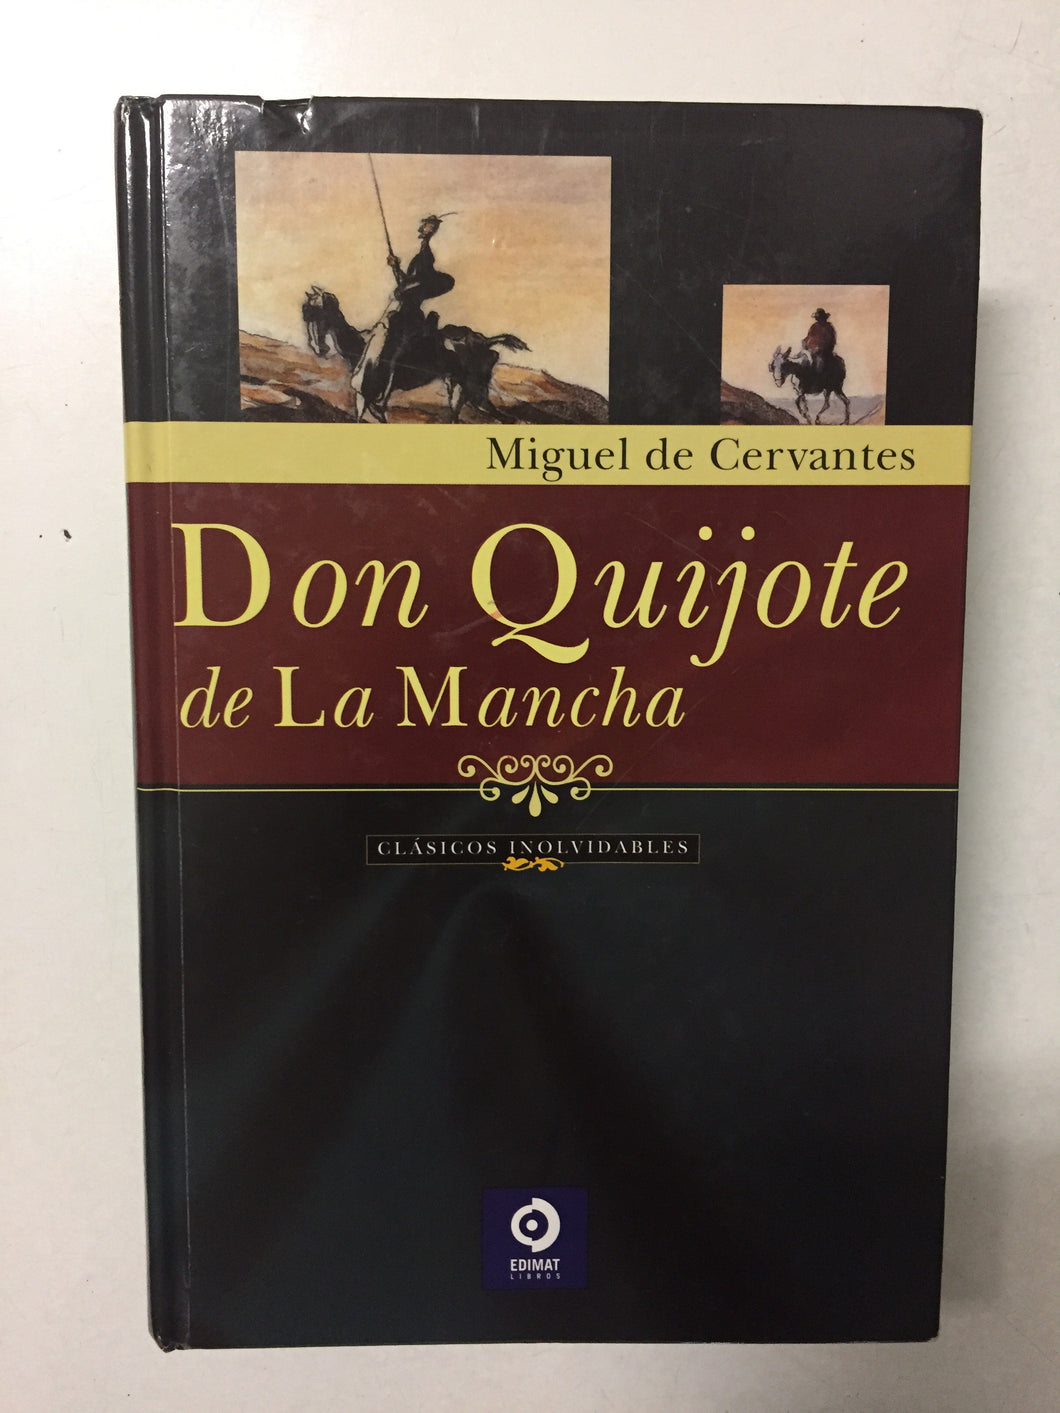 Miguel de Cervantes
Don Quijote
de La Mancha
CLÁSICOS INOLVIDABLES
EDIMAT
LIBROS